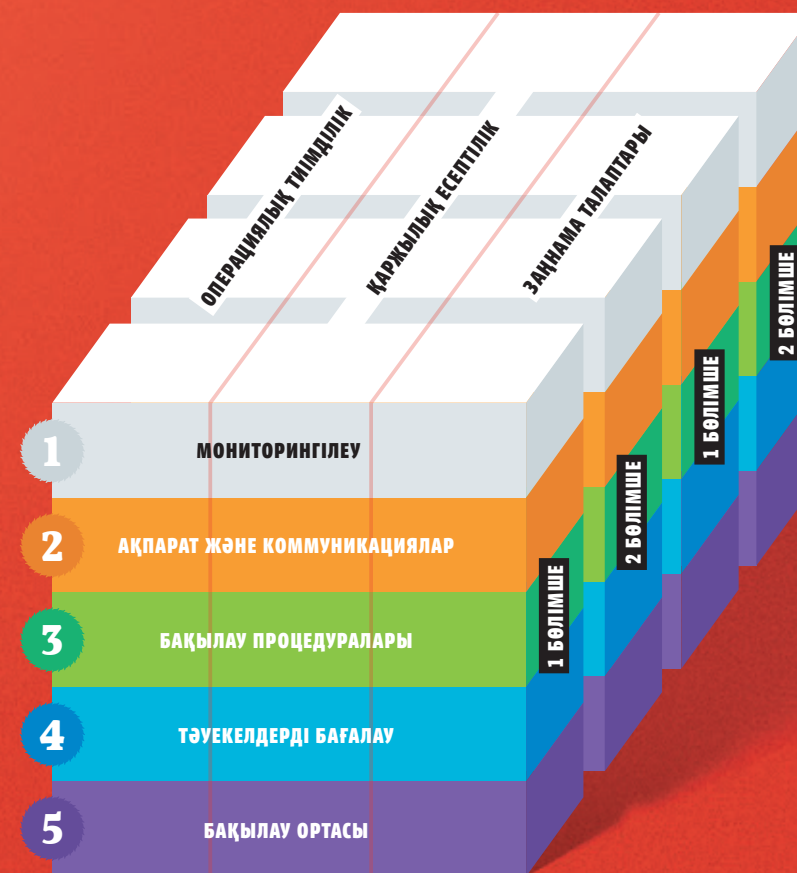 ОПЕРАЦИЯЛЫҚ ТИІМДІЛІК
ҚАРЖЫЛЫҚ ЕСЕПТІЛІК
ЗАҢНАМА ТАЛАПТАРЫ
1 МОНИТОРИНГІЛЕУ
2 АҚПАРАТ ЖӘНЕ КОММУНИКАЦИЯЛАР
3 БАҚЫЛАУ ПРОЦЕДУРАЛАРЫ
4 ТӘУЕКЕЛДЕРДІ БАҒАЛАУ
5 БАҚЫЛАУ ОРТАСЫ
1 БӨЛІМШЕ
2 БӨЛІМШЕ
1 БӨЛІМШЕ
2 БӨЛІМШЕ